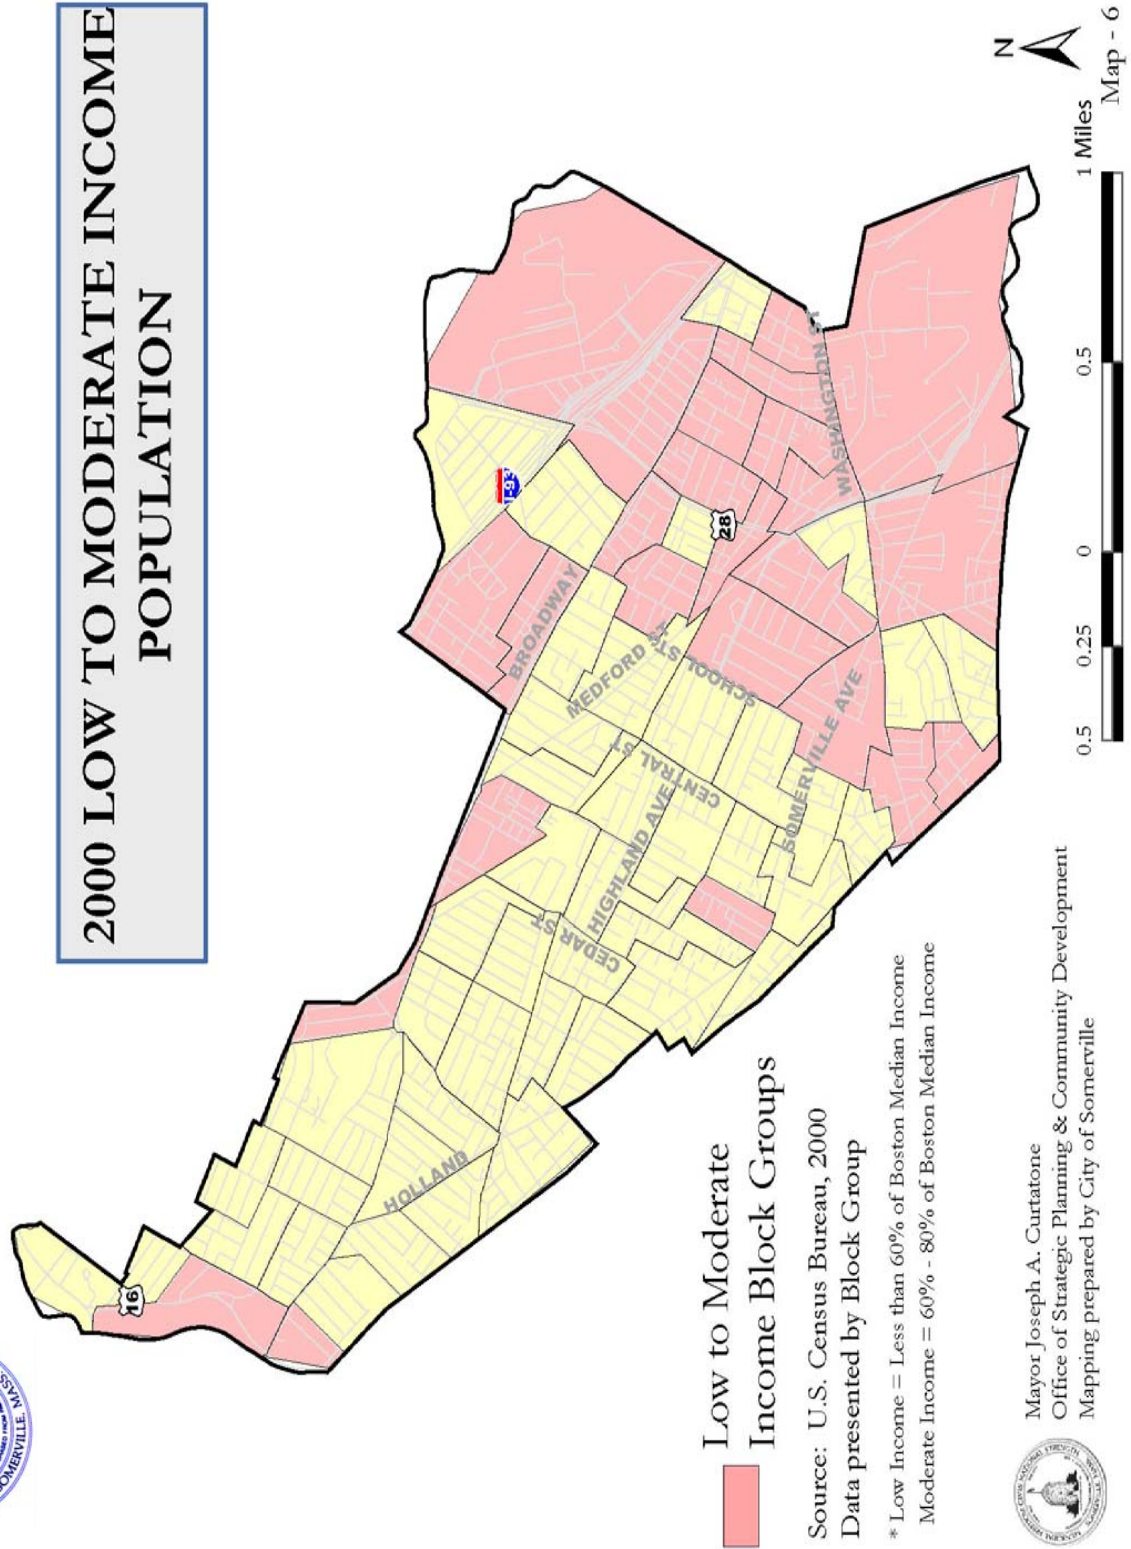 2000 LOW TO MODERATE INCOME
POPULATION
16
HOLLAND
CEDAR ST
HIGHLAND AVE
CENTRAL ST
SOMERVILLE AVE
MEDFORD ST
SCHOOL ST
BROADWAY
I-93
28
WASHINGTON ST
Low to Moderate
Income Block Groups
Source: U.S. Census Bureau, 2000
Data presented by Block Group
* Low Income = Less than 60% of Boston Median Income
Moderate Income = 60% - 80% of Boston Median Income
Mayor Joseph A. Curtatone
Office of Strategic Planning & Community Development
Mapping prepared by City of Somerville
N
0.5 0.25 0 0.5 1 Miles
Map - 6
SOMERVILLE, MASS.